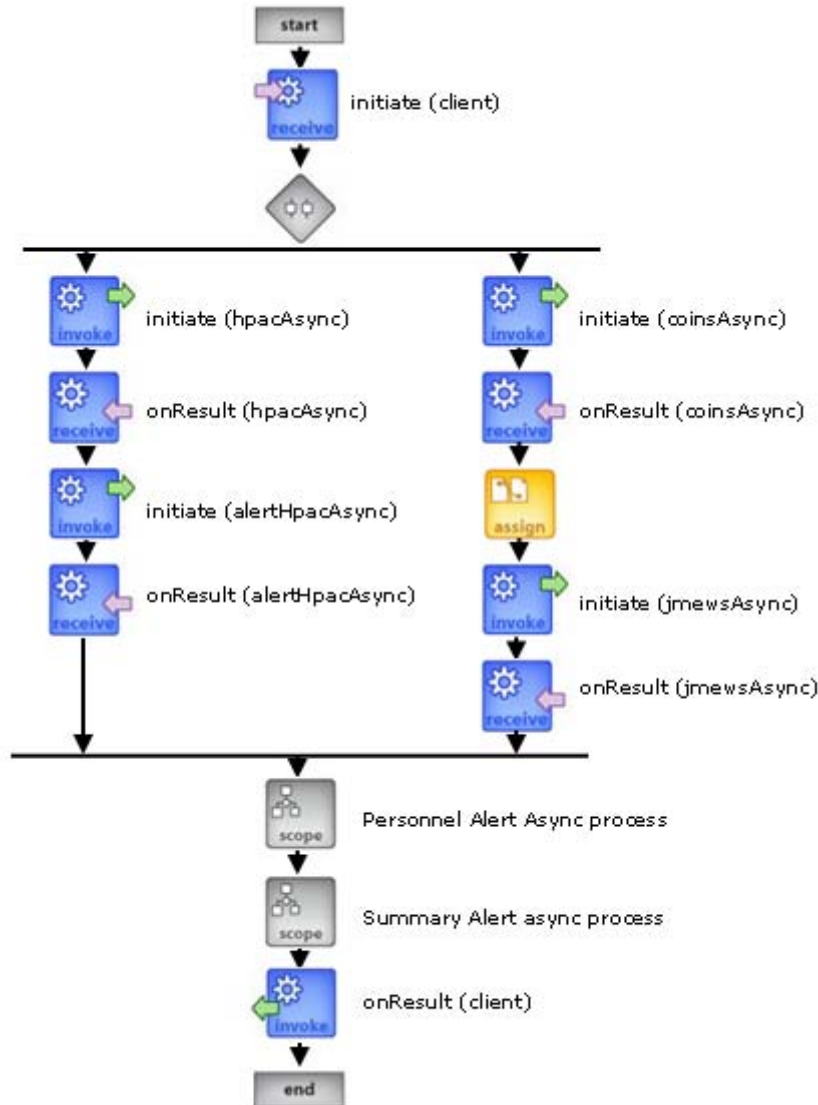 start
receive
initiate (client)
invoke
initiate (hpacAsync)
invoke
initiate (coinsAsync)
receive
onResult (hpacAsync)
receive
onResult (coinsAsync)
invoke
initiate (alertHpacAsync)
assign
receive
onResult (alertHpacAsync)
invoke
initiate (jmewsAsync)
receive
onResult (jmewsAsync)
scope
Personnel Alert Async process
scope
Summary Alert async process
invoke
onResult (client)
end